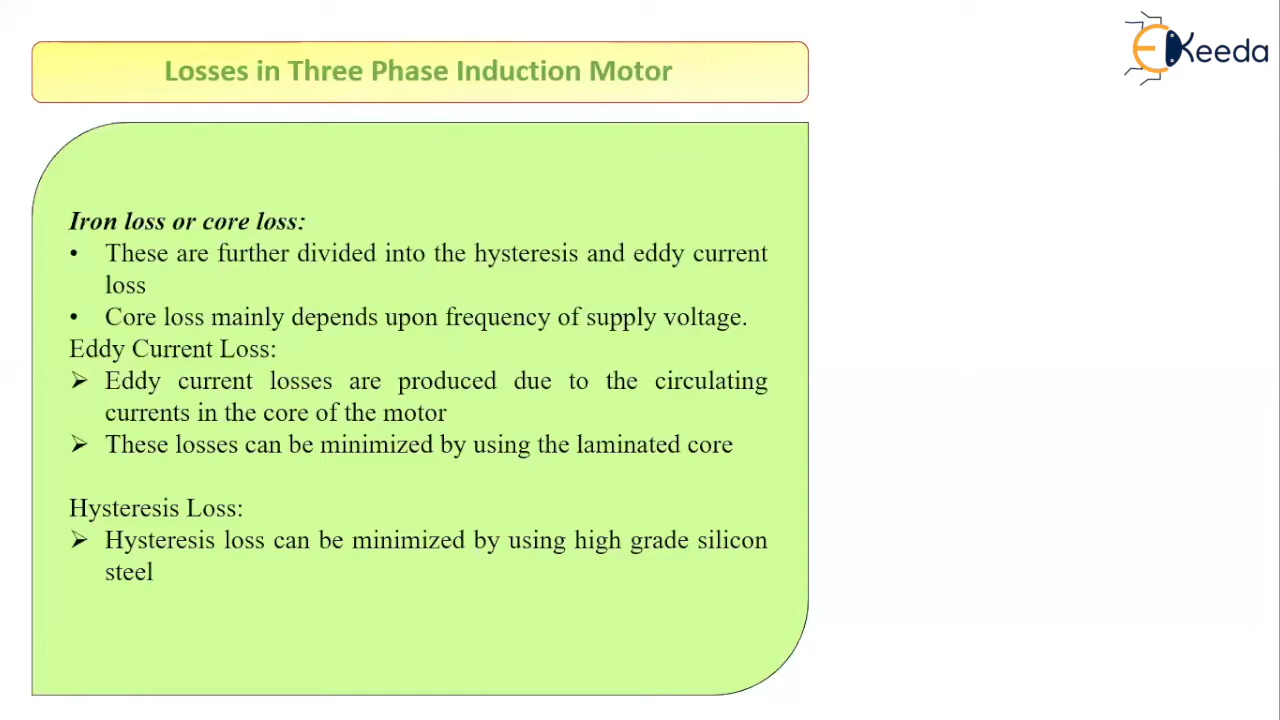 Losses in Three Phase Induction Motor
EKeeda
Iron loss or core loss:
• These are further divided into the hysteresis and eddy current
loss
• Core loss mainly depends upon frequency of supply voltage.
Eddy Current Loss:
➢ Eddy current losses are produced due to the circulating
currents in the core of the motor
➢ These losses can be minimized by using the laminated core
Hysteresis Loss:
➢ Hysteresis loss can be minimized by using high grade silicon
steel